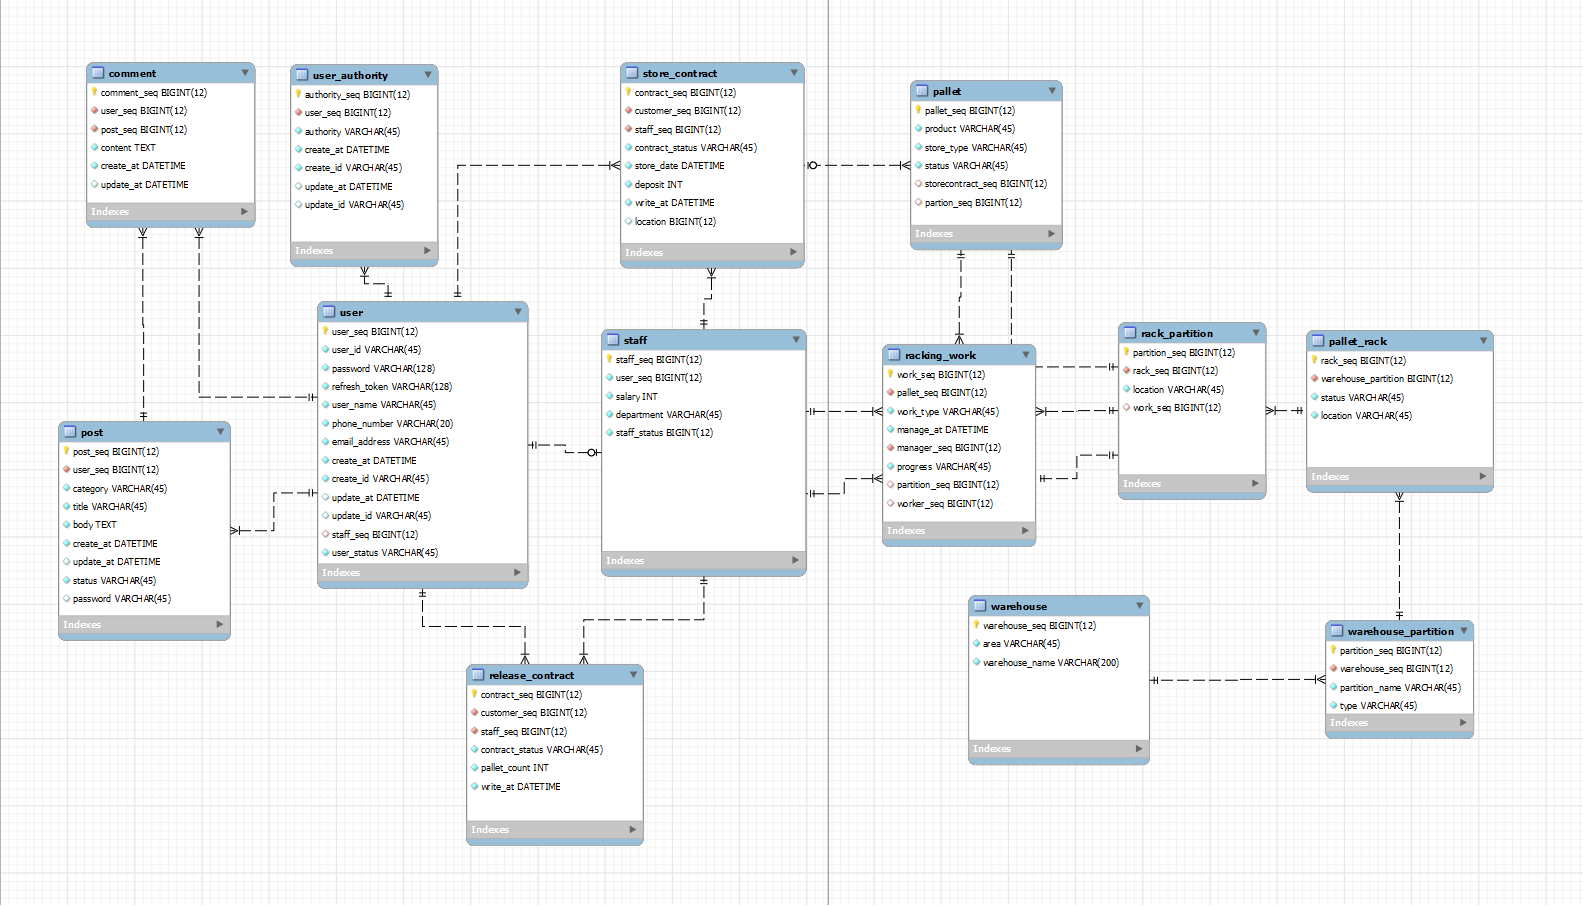 comment
comment_seq BIGINT(12)
user_seq BIGINT(12)
post_seq BIGINT(12)
content TEXT
create_at DATETIME
update_at DATETIME
Indexes
user_authority
authority_seq BIGINT(12)
user_seq BIGINT(12)
authority VARCHAR(45)
create_at DATETIME
create_id VARCHAR(45)
update_at DATETIME
update_id VARCHAR(45)
Indexes
store_contract
contract_seq BIGINT(12)
customer_seq BIGINT(12)
staff_seq BIGINT(12)
contract_status VARCHAR(45)
store_date DATETIME
deposit INT
write_at DATETIME
location BIGINT(12)
Indexes
pallet
pallet_seq BIGINT(12)
product VARCHAR(45)
store_type VARCHAR(45)
status VARCHAR(45)
storecontract_seq BIGINT(12)
partion_seq BIGINT(12)
Indexes
user
user_seq BIGINT(12)
user_id VARCHAR(45)
password VARCHAR(128)
refresh_token VARCHAR(128)
user_name VARCHAR(45)
phone_number VARCHAR(20)
email_address VARCHAR(45)
create_at DATETIME
create_id VARCHAR(45)
update_at DATETIME
update_id VARCHAR(45)
staff_seq BIGINT(12)
user_status VARCHAR(45)
Indexes
staff
staff_seq BIGINT(12)
user_seq BIGINT(12)
salary INT
department VARCHAR(45)
staff_status BIGINT(12)
Indexes
racking_work
work_seq BIGINT(12)
pallet_seq BIGINT(12)
work_type VARCHAR(45)
manage_at DATETIME
manager_seq BIGINT(12)
progress VARCHAR(45)
partition_seq BIGINT(12)
worker_seq BIGINT(12)
Indexes
rack_partition
partition_seq BIGINT(12)
rack_seq BIGINT(12)
location VARCHAR(45)
work_seq BIGINT(12)
Indexes
pallet_rack
rack_seq BIGINT(12)
warehouse_partition BIGINT(12)
status VARCHAR(45)
location VARCHAR(45)
Indexes
post
post_seq BIGINT(12)
user_seq BIGINT(12)
category VARCHAR(45)
title VARCHAR(45)
body TEXT
create_at DATETIME
update_at DATETIME
status VARCHAR(45)
password VARCHAR(45)
Indexes
release_contract
contract_seq BIGINT(12)
customer_seq BIGINT(12)
staff_seq BIGINT(12)
contract_status VARCHAR(45)
pallet_count INT
write_at DATETIME
Indexes
warehouse
warehouse_seq BIGINT(12)
area VARCHAR(45)
warehouse_name VARCHAR(200)
Indexes
warehouse_partition
partition_seq BIGINT(12)
warehouse_seq BIGINT(12)
partition_name VARCHAR(45)
type VARCHAR(45)
Indexes